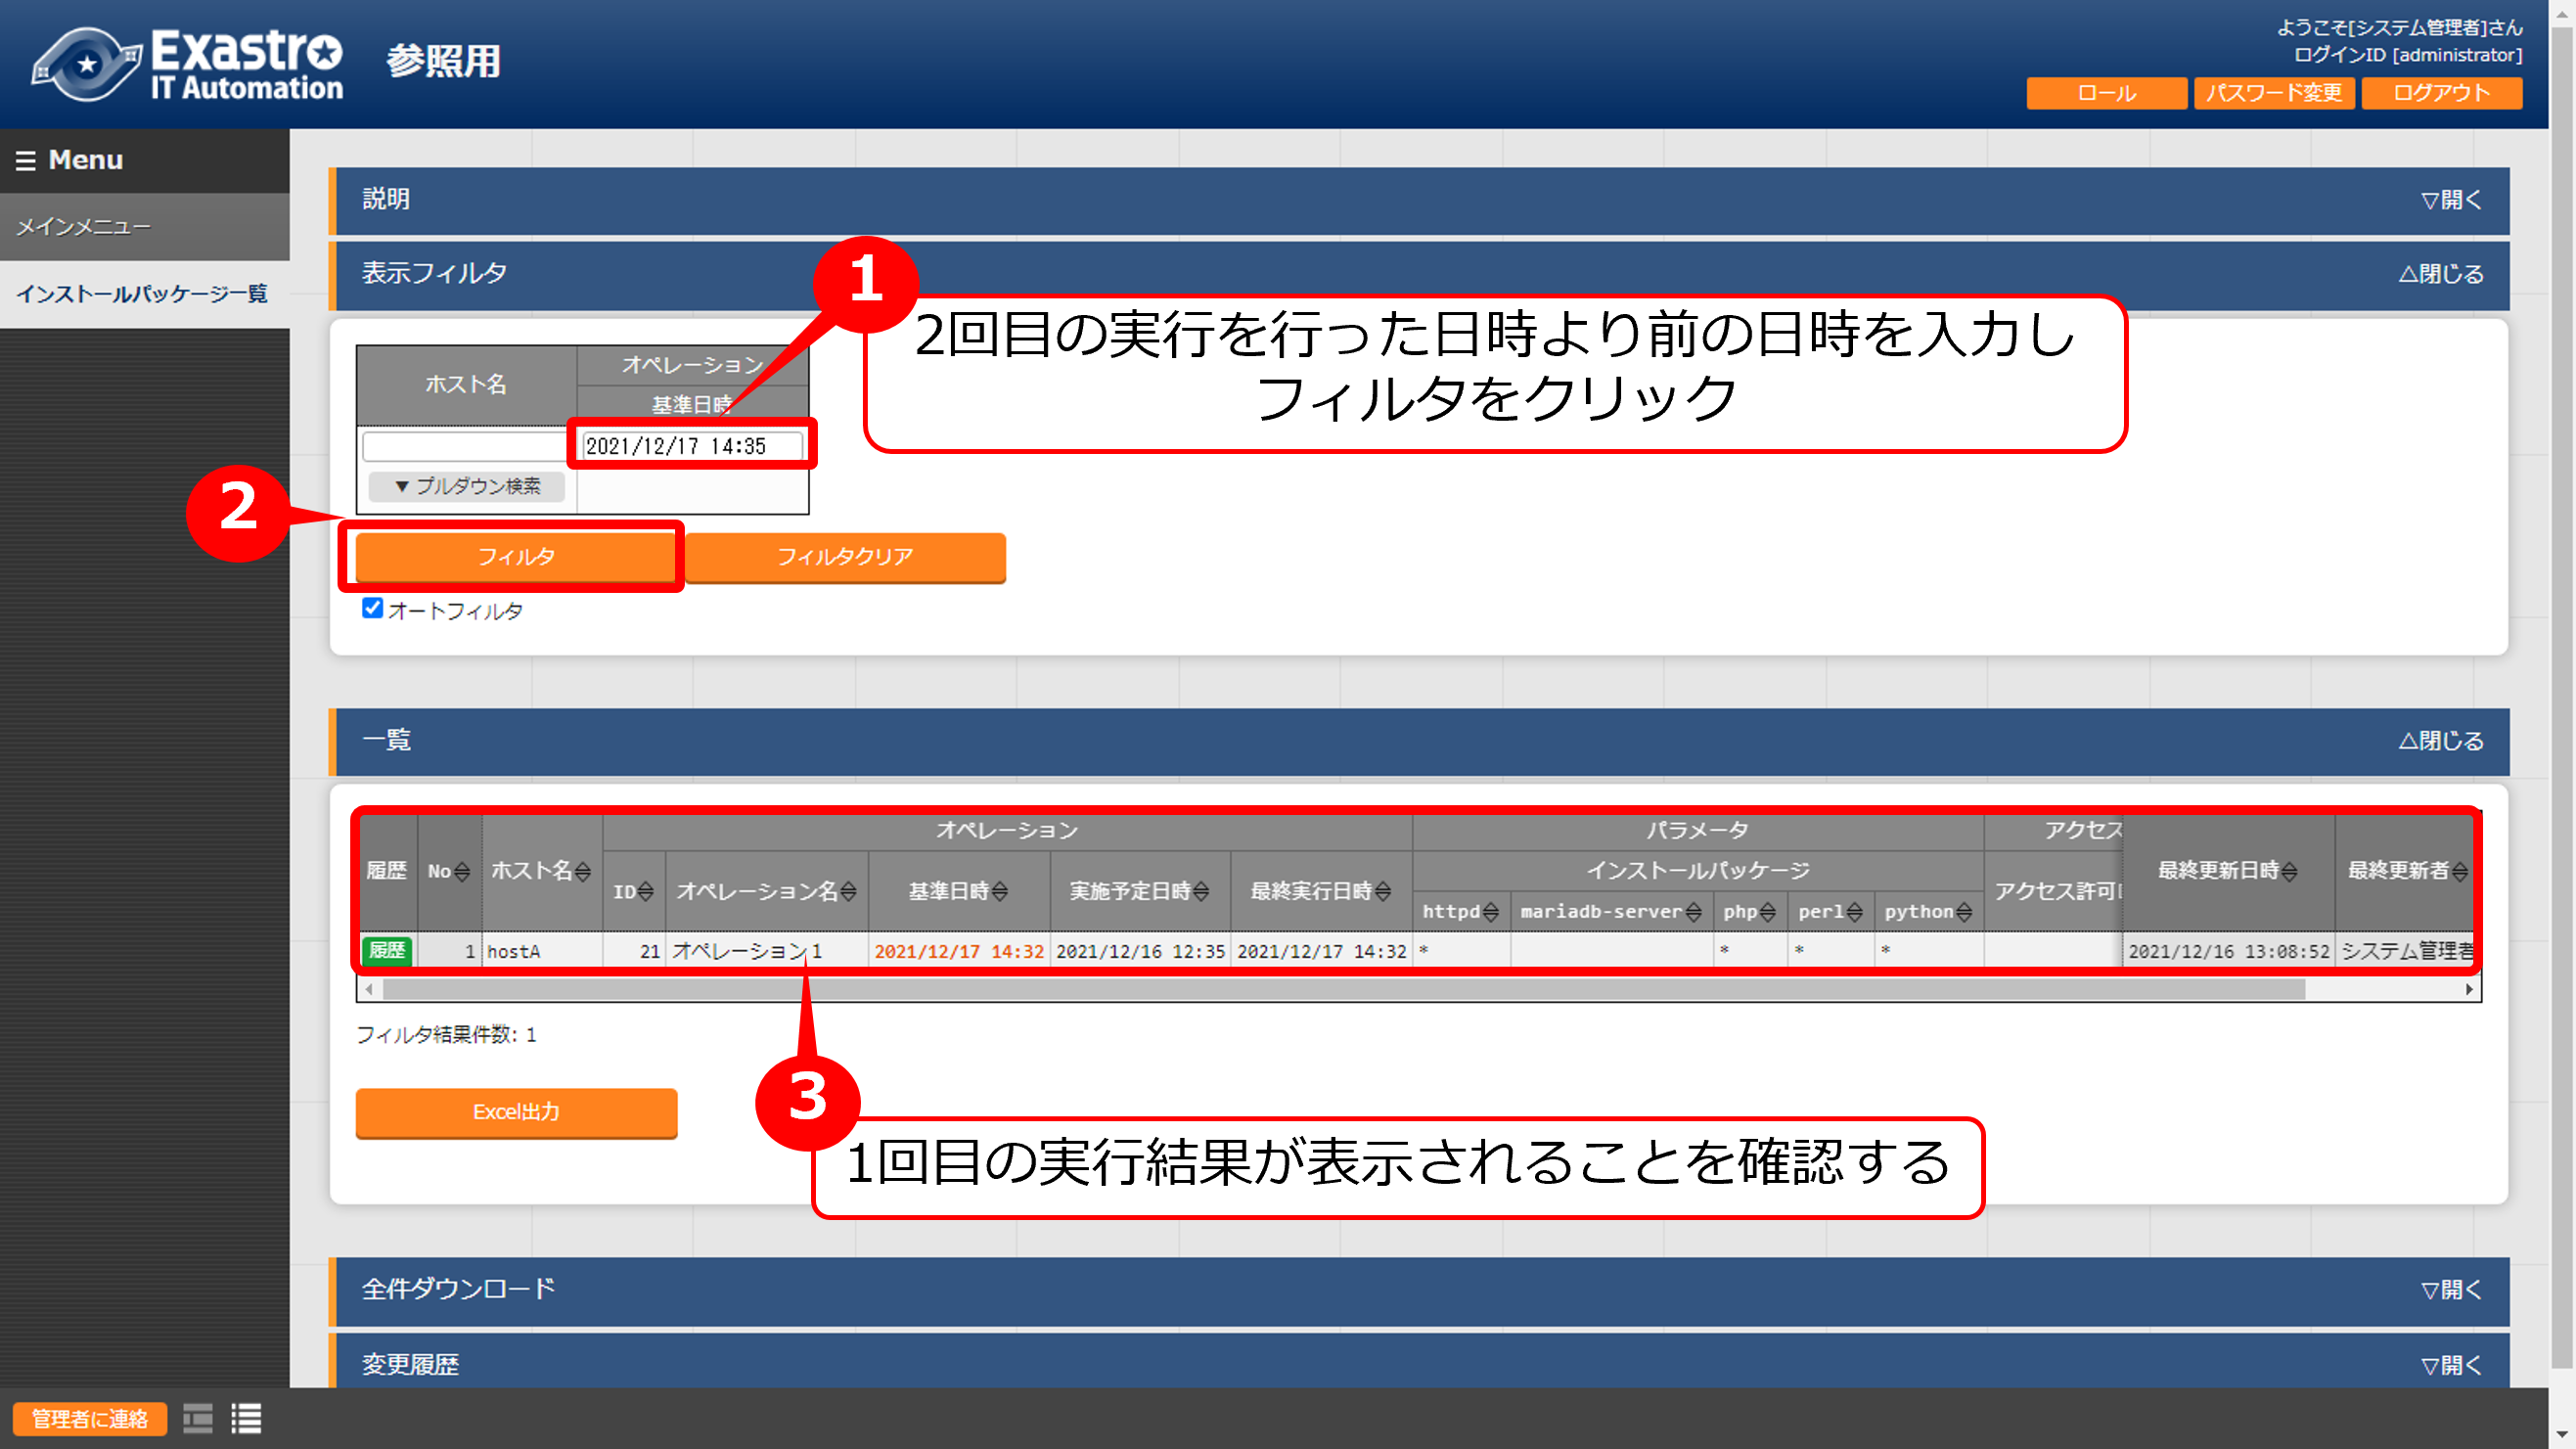 Exastro
IT Automation
参照用
ようこそ[システム管理者]さん
ログインID [administrator]
ロール
パスワード変更
ログアウト
Menu
メインメニュー
インストールパッケージ一覧
説明
▽開く
表示フィルタ
△閉じる
1
2回目の実行を行った日時より前の日時を入力し
フィルタをクリック
ホスト名
オペレーション
基準日時
2021/12/17 14:35
▼ プルダウン検索
2
フィルタ
フィルタクリア
オートフィルタ
一覧
△閉じる
履歴
No
ホスト名
オペレーション
ID
オペレーション名
基準日時
実施予定日時
最終実行日時
パラメータ
インストールパッケージ
httpd
mariadb-server
php
perl
python
アクセス
アクセス許可
最終更新日時
最終更新者
履歴 1 hostA 21 オペレーション1 2021/12/17 14:32 2021/12/16 12:35 2021/12/17 14:32 * * * * 2021/12/16 13:08:52 システム管理者
フィルタ結果件数: 1
Excel出力
3
1回目の実行結果が表示されることを確認する
全件ダウンロード
▽開く
変更履歴
▽開く
管理者に連絡